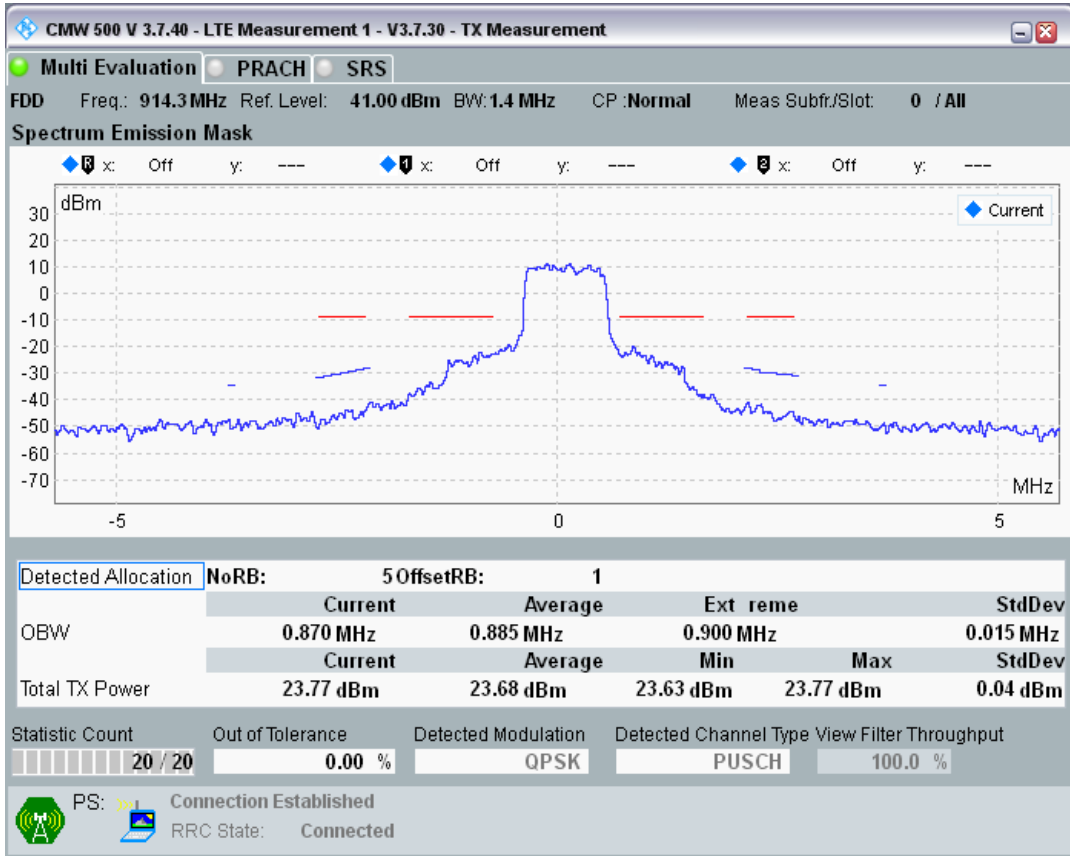 CMW 500 V 3.7.40 - LTE Measurement 1 - V3.7.30 - TX Measurement
Multi Evaluation PRACH SRS
FDD Freq.: 914.3 MHz Ref. Level: 41.00 dBm BW: 1.4 MHz CP :Normal Meas Subfr./Slot: 0 / All
Spectrum Emission Mask
R x: Off y: --- 1 x: Off y: --- 2 x: Off y: ---
dBm
Current
30
20
10
0
-10
-20
-30
-40
-50
-60
-70
MHz
-5 0 5
Detected Allocation NoRB: 5 OffsetRB: 1
Current Average Ext reme StdDev
OBW 0.870 MHz 0.885 MHz 0.900 MHz 0.015 MHz
Current Average Min Max StdDev
Total TX Power 23.77 dBm 23.68 dBm 23.63 dBm 23.77 dBm 0.04 dBm
Statistic Count Out of Tolerance Detected Modulation Detected Channel Type View Filter Throughput
20 / 20 0.00 % QPSK PUSCH 100.0 %
PS: Connection Established
RRC State: Connected